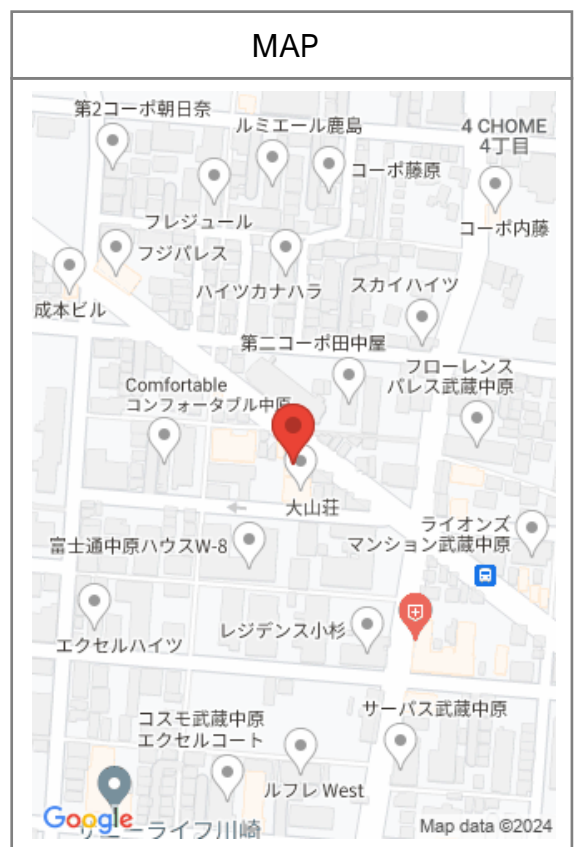 MAP
第2コーポ朝日奈
ルミエール鹿島
4 CHOME
4丁目
コーポ藤原
フレジュール
コーポ内藤
フジパレス
ハイツカナハラ
スカイハイツ
成本ビル
第二コーポ田中屋
フローレンス
パレス武蔵中原
Comfortable
コンフォータブル中原
大山荘
ライオンズ
マンション武蔵中原
富士通中原ハウスW-8
レジデンス小杉
エクセルハイツ
サーパス武蔵中原
コスモ武蔵中原
エクセルコート
ルフレ West
Google
サニーライフ川崎
Map data ©2024